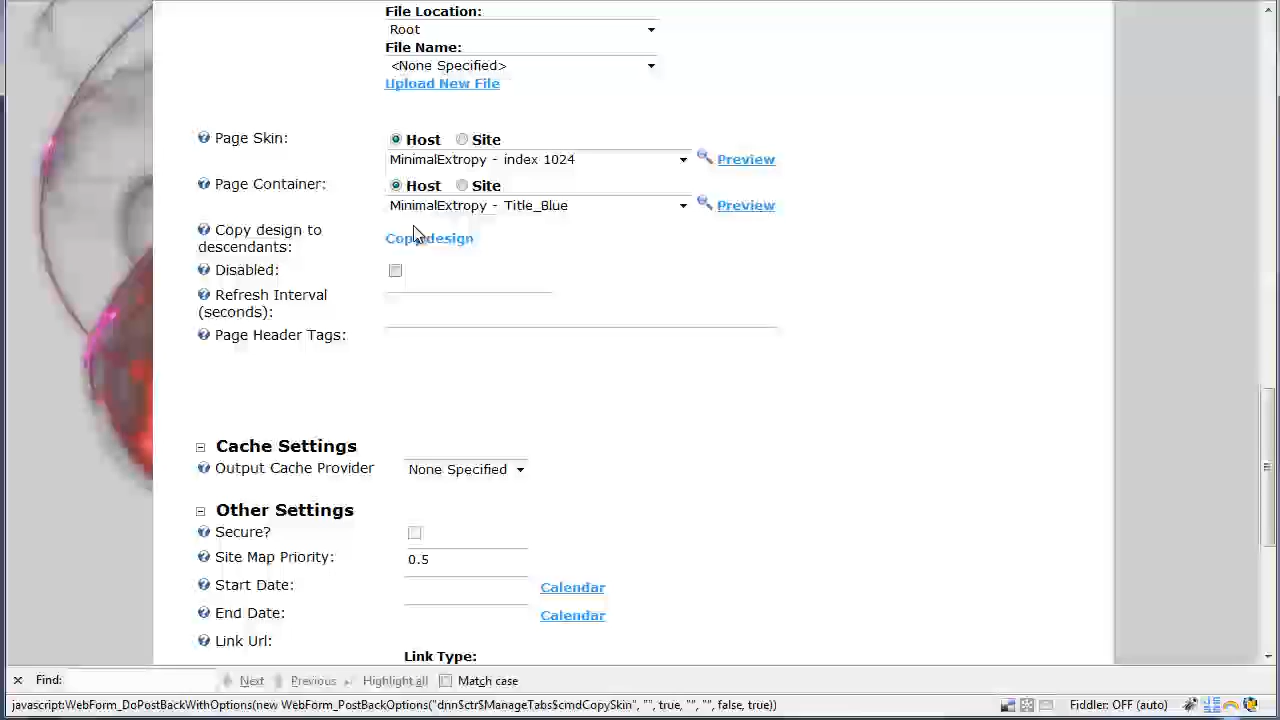 File Location:
Root
File Name:
<None Specified>
Upload New File
Page Skin:
Host Site
MinimalExtropy - index 1024
Preview
Page Container:
Host Site
MinimalExtropy - Title_Blue
Preview
Copy design to
descendants:
Copy design
Disabled:
Refresh Interval
(seconds):
Page Header Tags:
Cache Settings
Output Cache Provider
None Specified
Other Settings
Secure?
Site Map Priority:
0.5
Start Date:
Calendar
End Date:
Calendar
Link Url:
Link Type:
Find:
Next
Previous
Highlight all
Match case
javascript:WebForm_DoPostBackWithOptions(new WebForm_PostBackOptions("dnn$ctr$ManageTabs$cmdCopySkin", "", true, "", "", false, true))
Fiddler: OFF (auto)